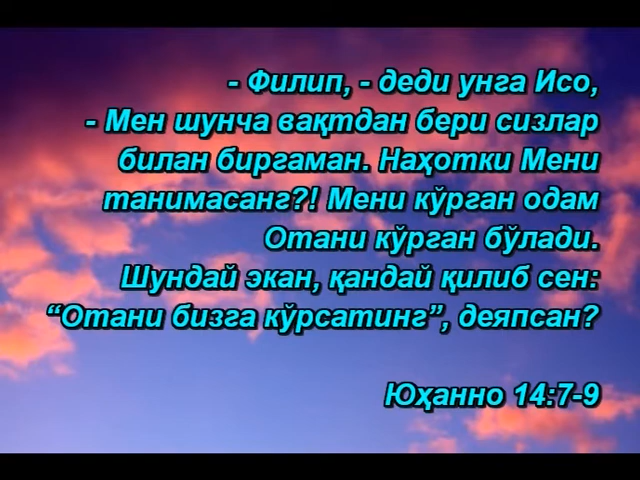 - Филип, - деди унга Исо,
- Мен шунча вақтдан бери сизлар
билан биргаман. Наҳотки Мени
танимасанг?! Мени кўрган одам
Отани кўрган бўлади.
Шундай экан, қандай қилиб сен:
“Отани бизга кўрсатинг”, деяпсан?
Юҳанно 14:7-9